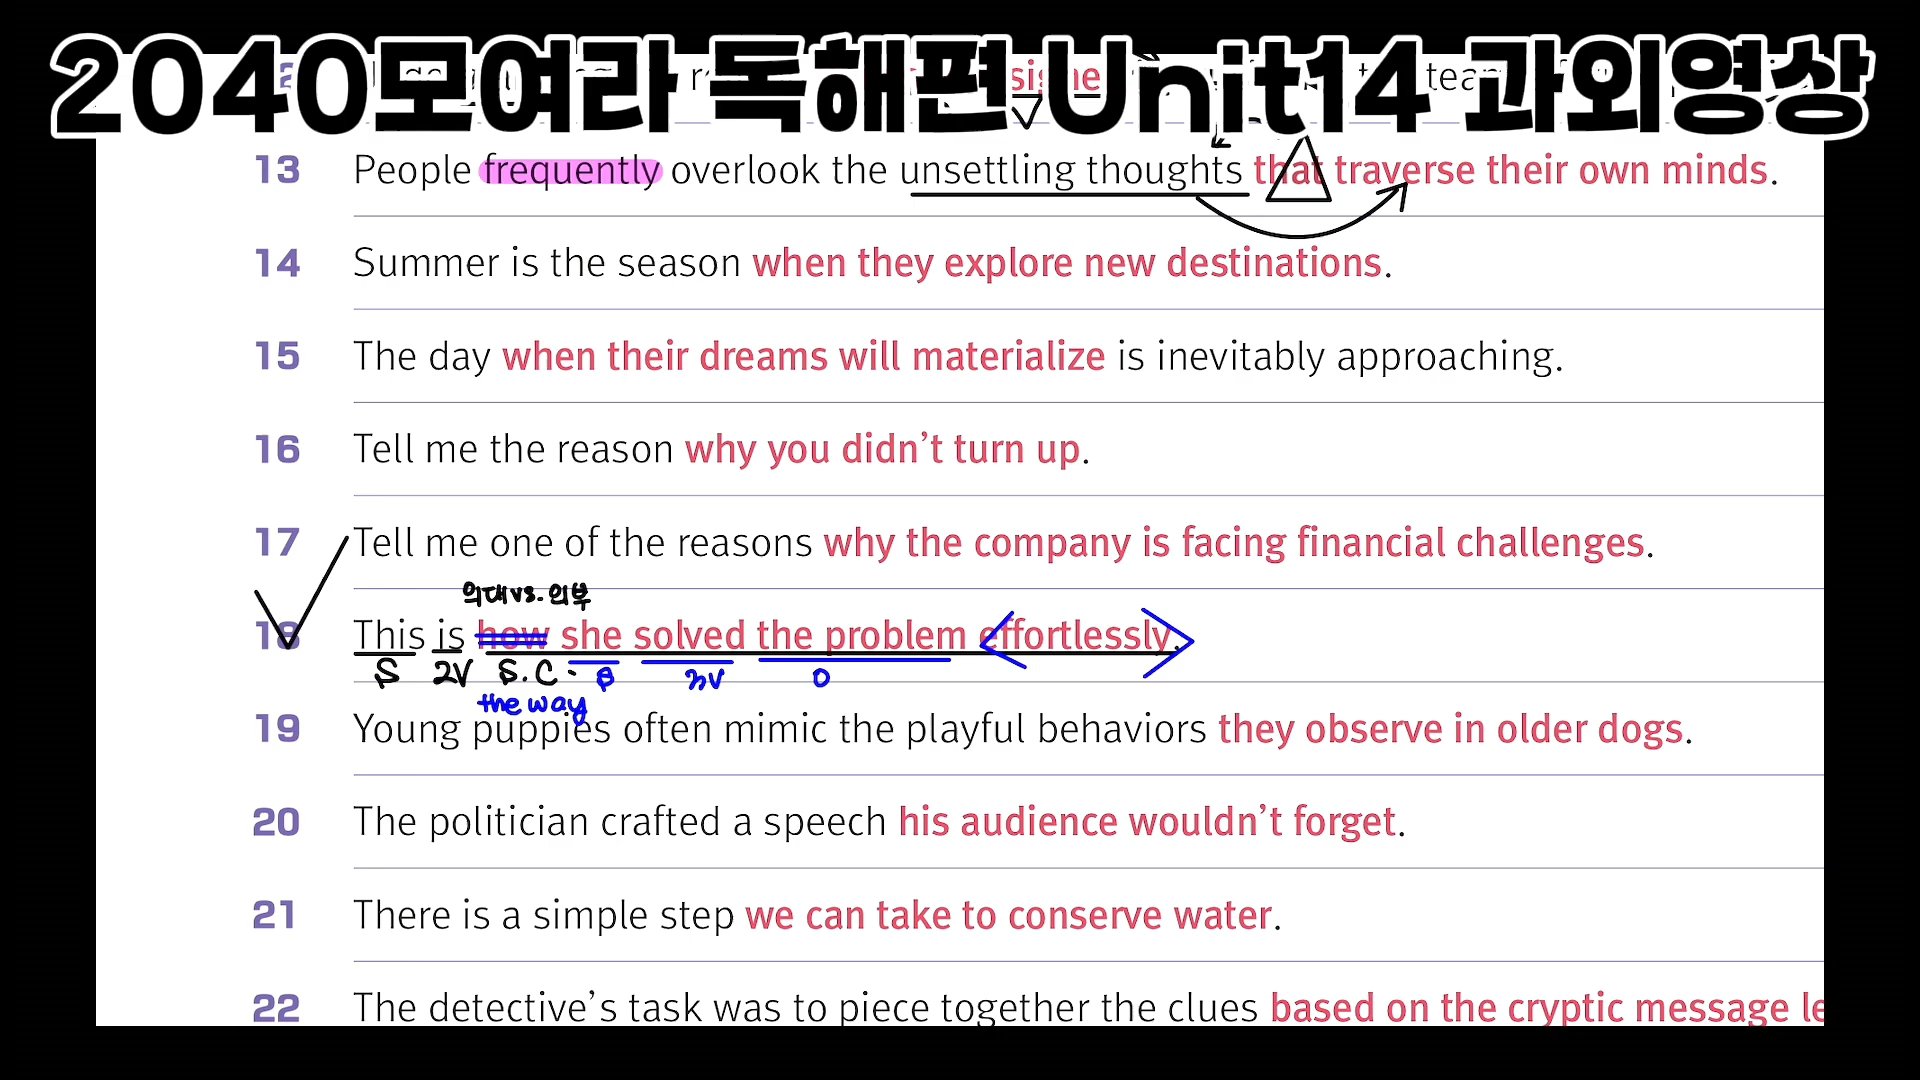 2040모여라 독해편 Unit14 과외영상
13 People frequently overlook the unsettling thoughts that traverse their own minds.
14 Summer is the season when they explore new destinations.
15 The day when their dreams will materialize is inevitably approaching.
16 Tell me the reason why you didn't turn up.
17 Tell me one of the reasons why the company is facing financial challenges.
의대 vs. 의부
18 This is how she solved the problem effortlessly.
S 2V S.C. S 3V O
the way
19 Young puppies often mimic the playful behaviors they observe in older dogs.
20 The politician crafted a speech his audience wouldn't forget.
21 There is a simple step we can take to conserve water.
22 The detective's task was to piece together the clues based on the cryptic message le